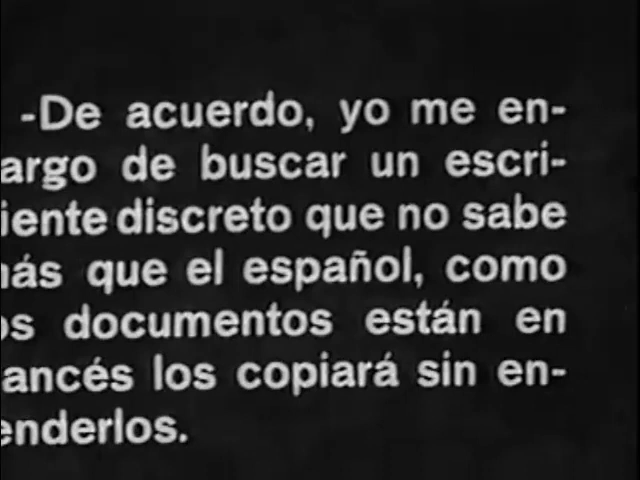 -De acuerdo, yo me en-
argo de buscar un escri-
iente discreto que no sabe
ás que el español, como
os documentos están en
ancés los copiará sin en-
enderlos.